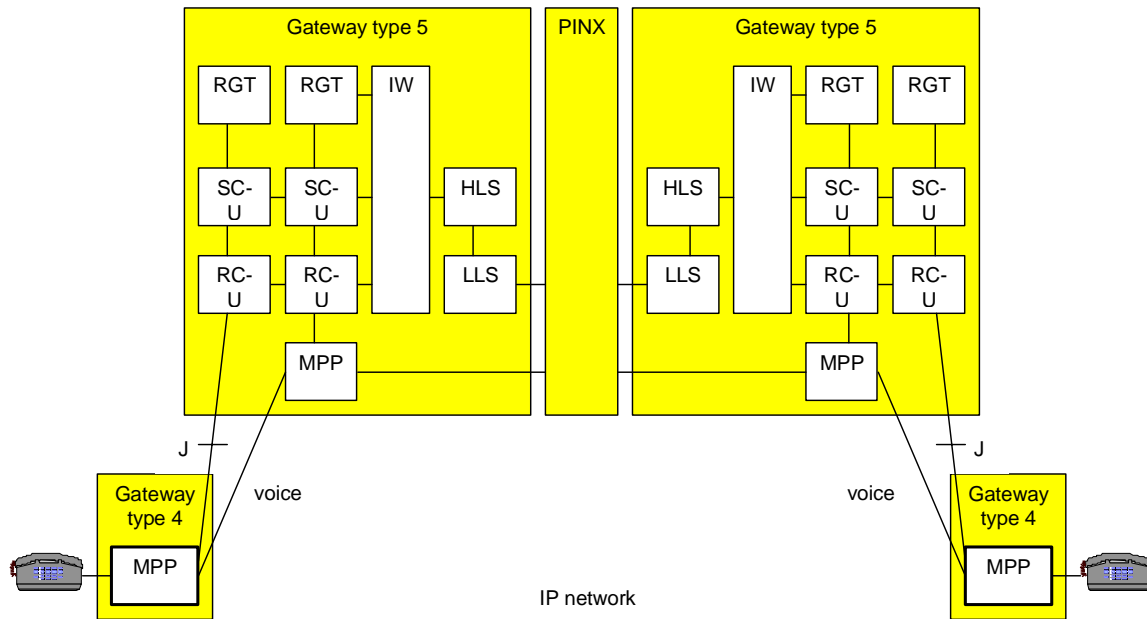 Gateway type 5
PINX
Gateway type 5
RGT
RGT
IW
IW
RGT
RGT
SC-
U
SC-
U
HLS
HLS
SC-
U
SC-
U
RC-
U
RC-
U
LLS
LLS
RC-
U
RC-
U
MPP
MPP
J
J
voice
voice
Gateway
type 4
Gateway
type 4
MPP
MPP
IP network